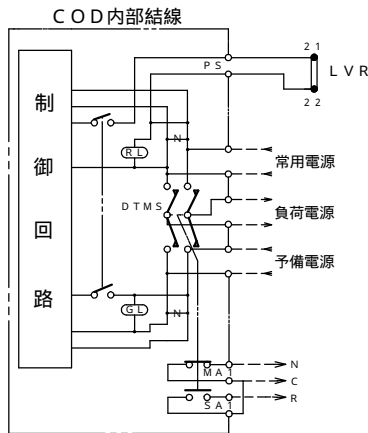 COD内部結線
制御回路
PS
21
22
LVR
N
RL
常用電源
DTMS
負荷電源
予備電源
GL
N
MA1
SA1
N
C
R